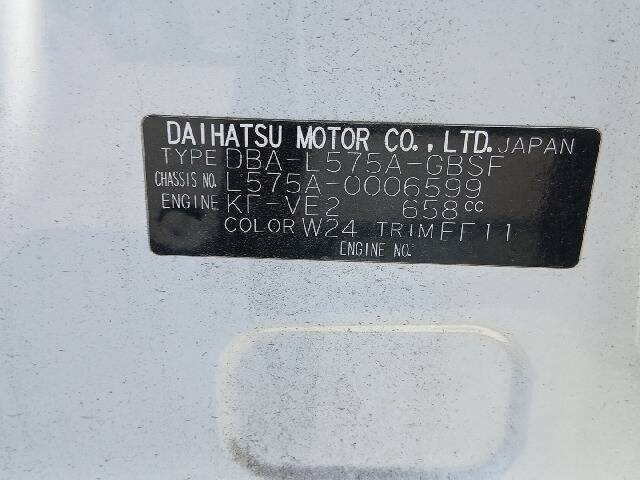 DAIHATSU MOTOR CO., LTD. JAPAN
TYPE DBA-L575A-GBSF
CHASSIS NO. L575A-0006599
ENGINE KF-VE2 658cc
COLOR W24 TRIM FF11
ENGINE NO.